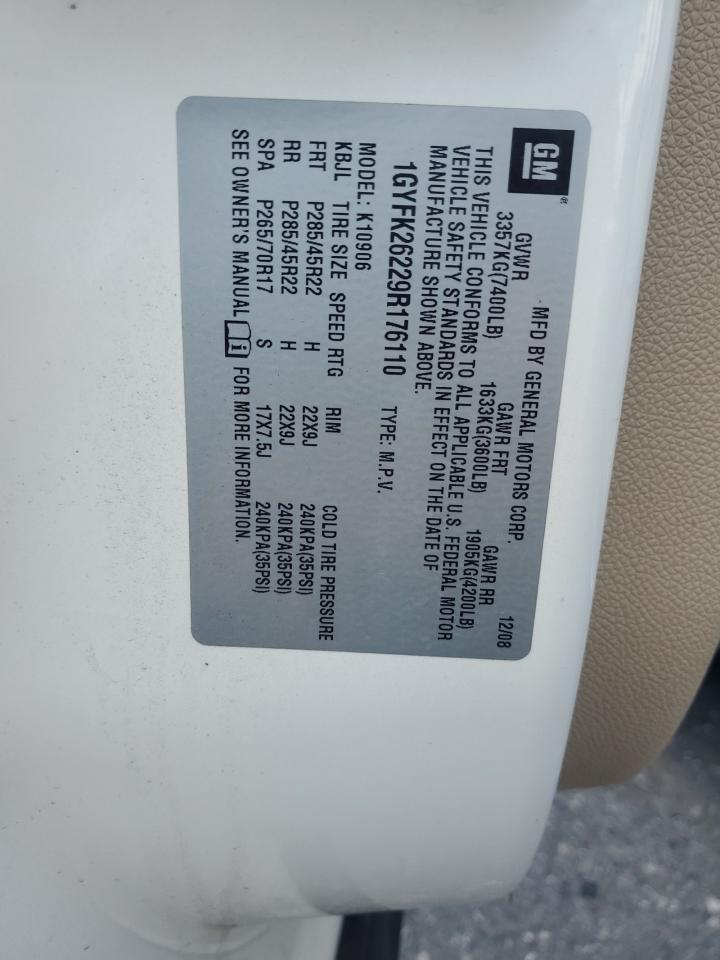 GM
MFD BY GENERAL MOTORS CORP. 12/08
GVWR GAWR FRT GAWR RR
3357KG(7400LB) 1633KG(3600LB) 1905KG(4200LB)
THIS VEHICLE CONFORMS TO ALL APPLICABLE U.S. FEDERAL MOTOR
VEHICLE SAFETY STANDARDS IN EFFECT ON THE DATE OF
MANUFACTURE SHOWN ABOVE.
1GYFK26229R176110 TYPE: M.P.V.
MODEL: K10906
KBJL TIRE SIZE SPEED RTG RIM COLD TIRE PRESSURE
FRT P285/45R22 H 22X9J 240KPA(35PSI)
RR P285/45R22 H 22X9J 240KPA(35PSI)
SPA P265/70R17 S 17X7.5J 240KPA(35PSI)
SEE OWNER'S MANUAL i FOR MORE INFORMATION.